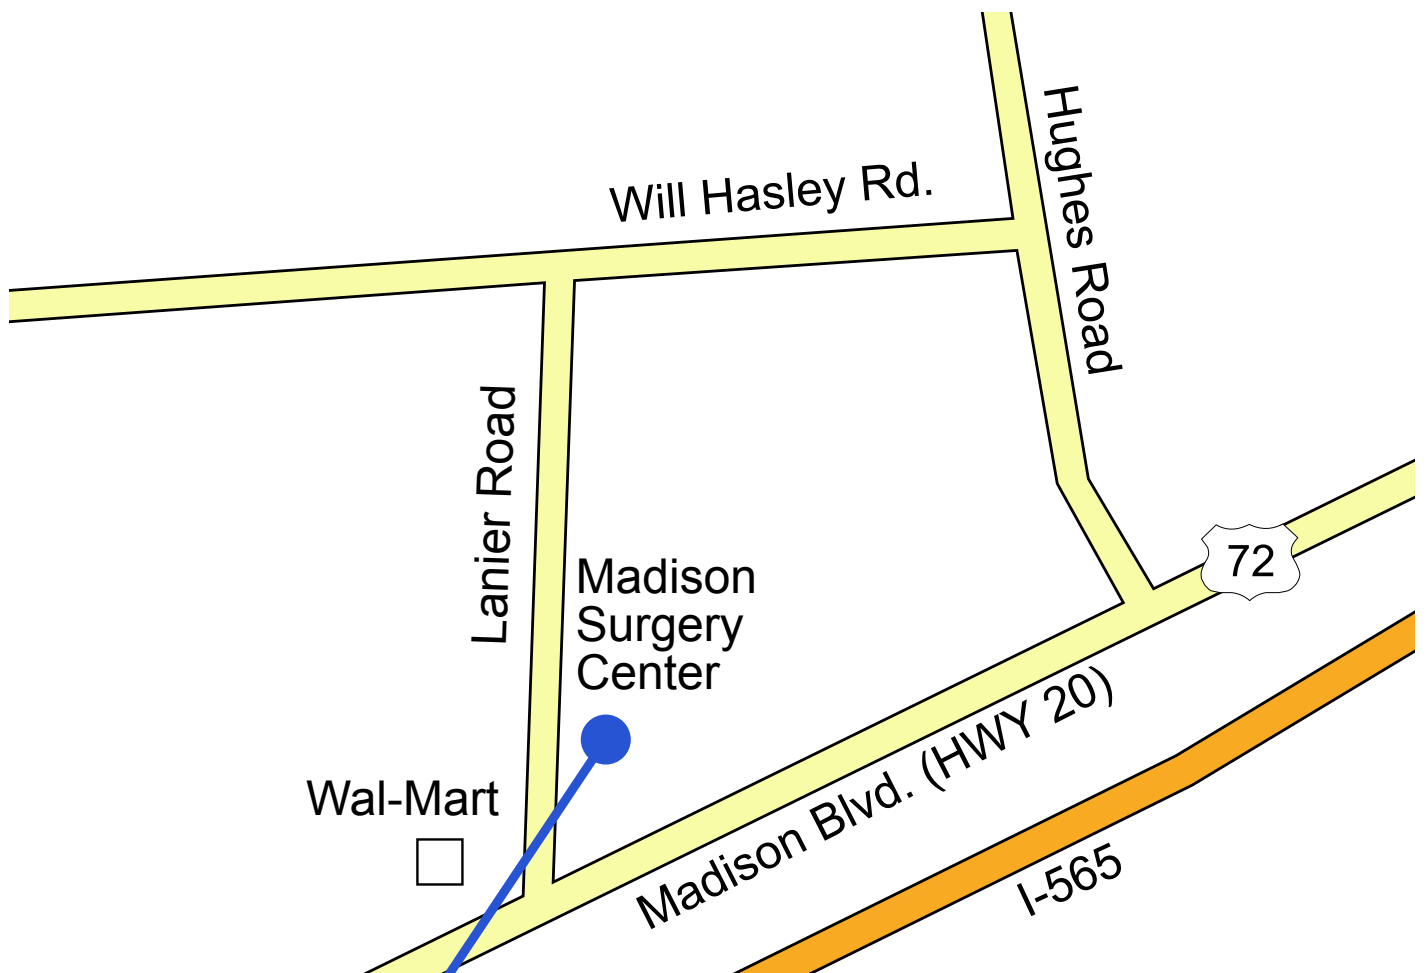 Hughes Road
Will Hasley Rd.
Lanier Road
72
Madison
Surgery
Center
Madison Blvd. (HWY 20)
Wal-Mart
I-565